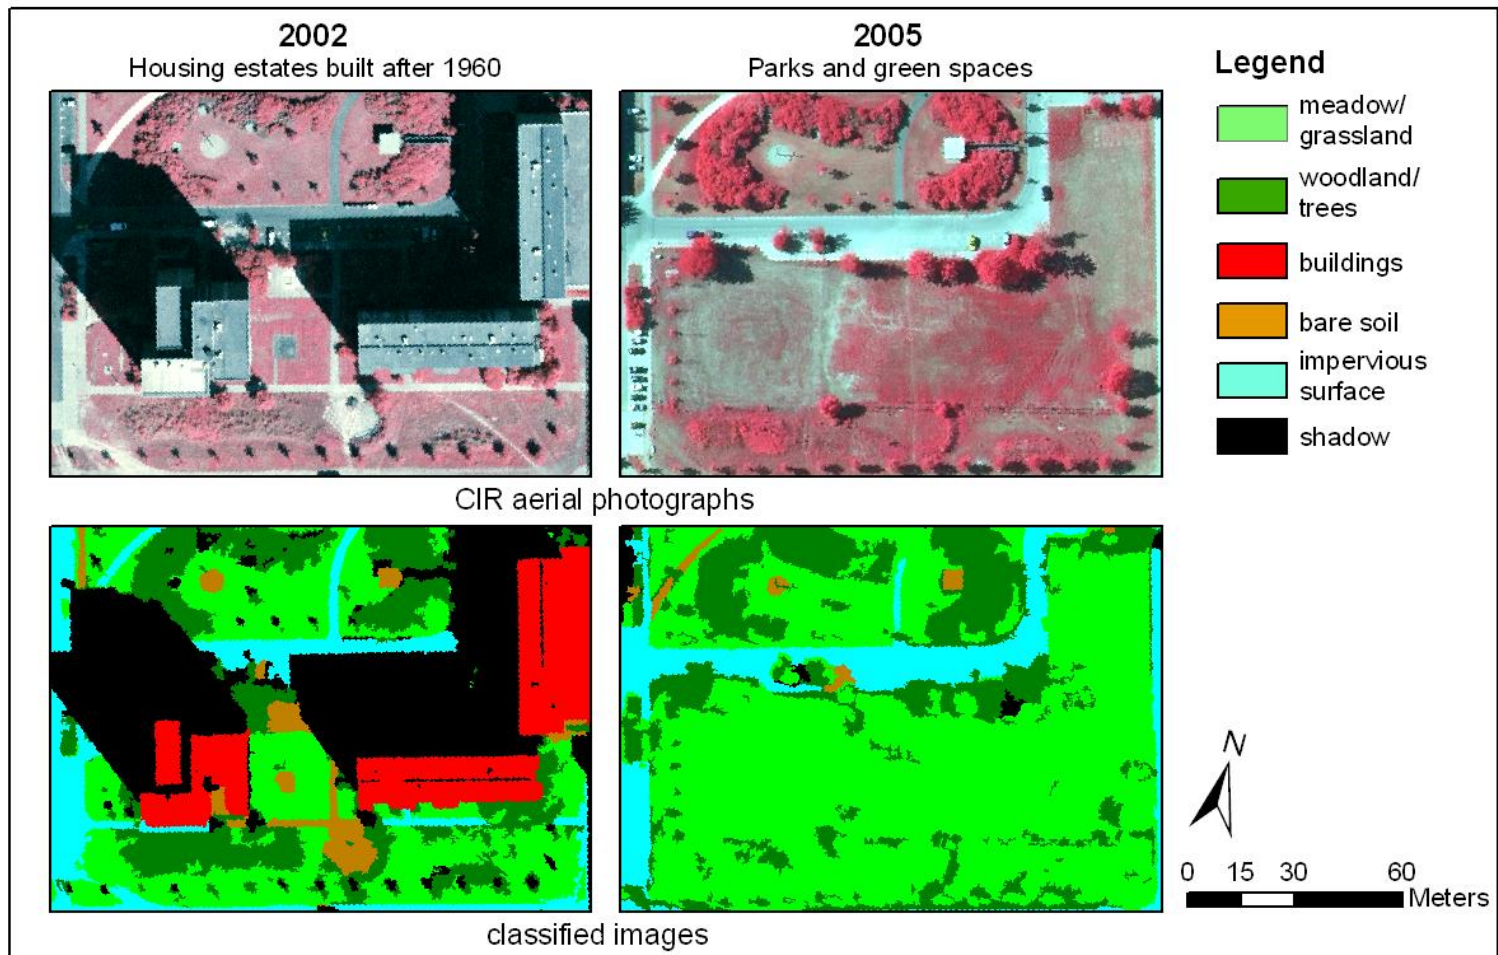 2002
Housing estates built after 1960
2005
Parks and green spaces
CIR aerial photographs
classified images
Legend
meadow/
grassland
woodland/
trees
buildings
bare soil
impervious
surface
shadow
N
0 15 30 60
Meters